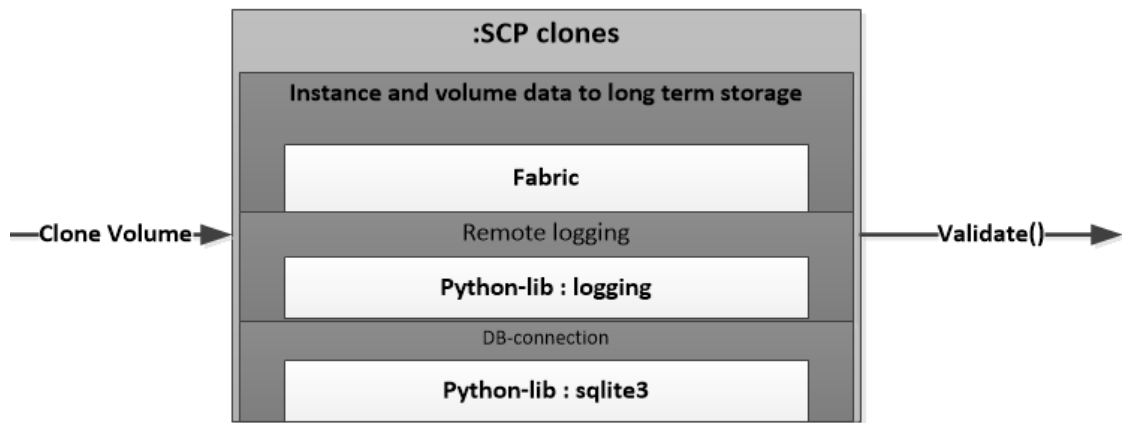 :SCP clones
Instance and volume data to long term storage
Fabric
Clone Volume
Remote logging
Validate()
Python-lib : logging
DB-connection
Python-lib : sqlite3